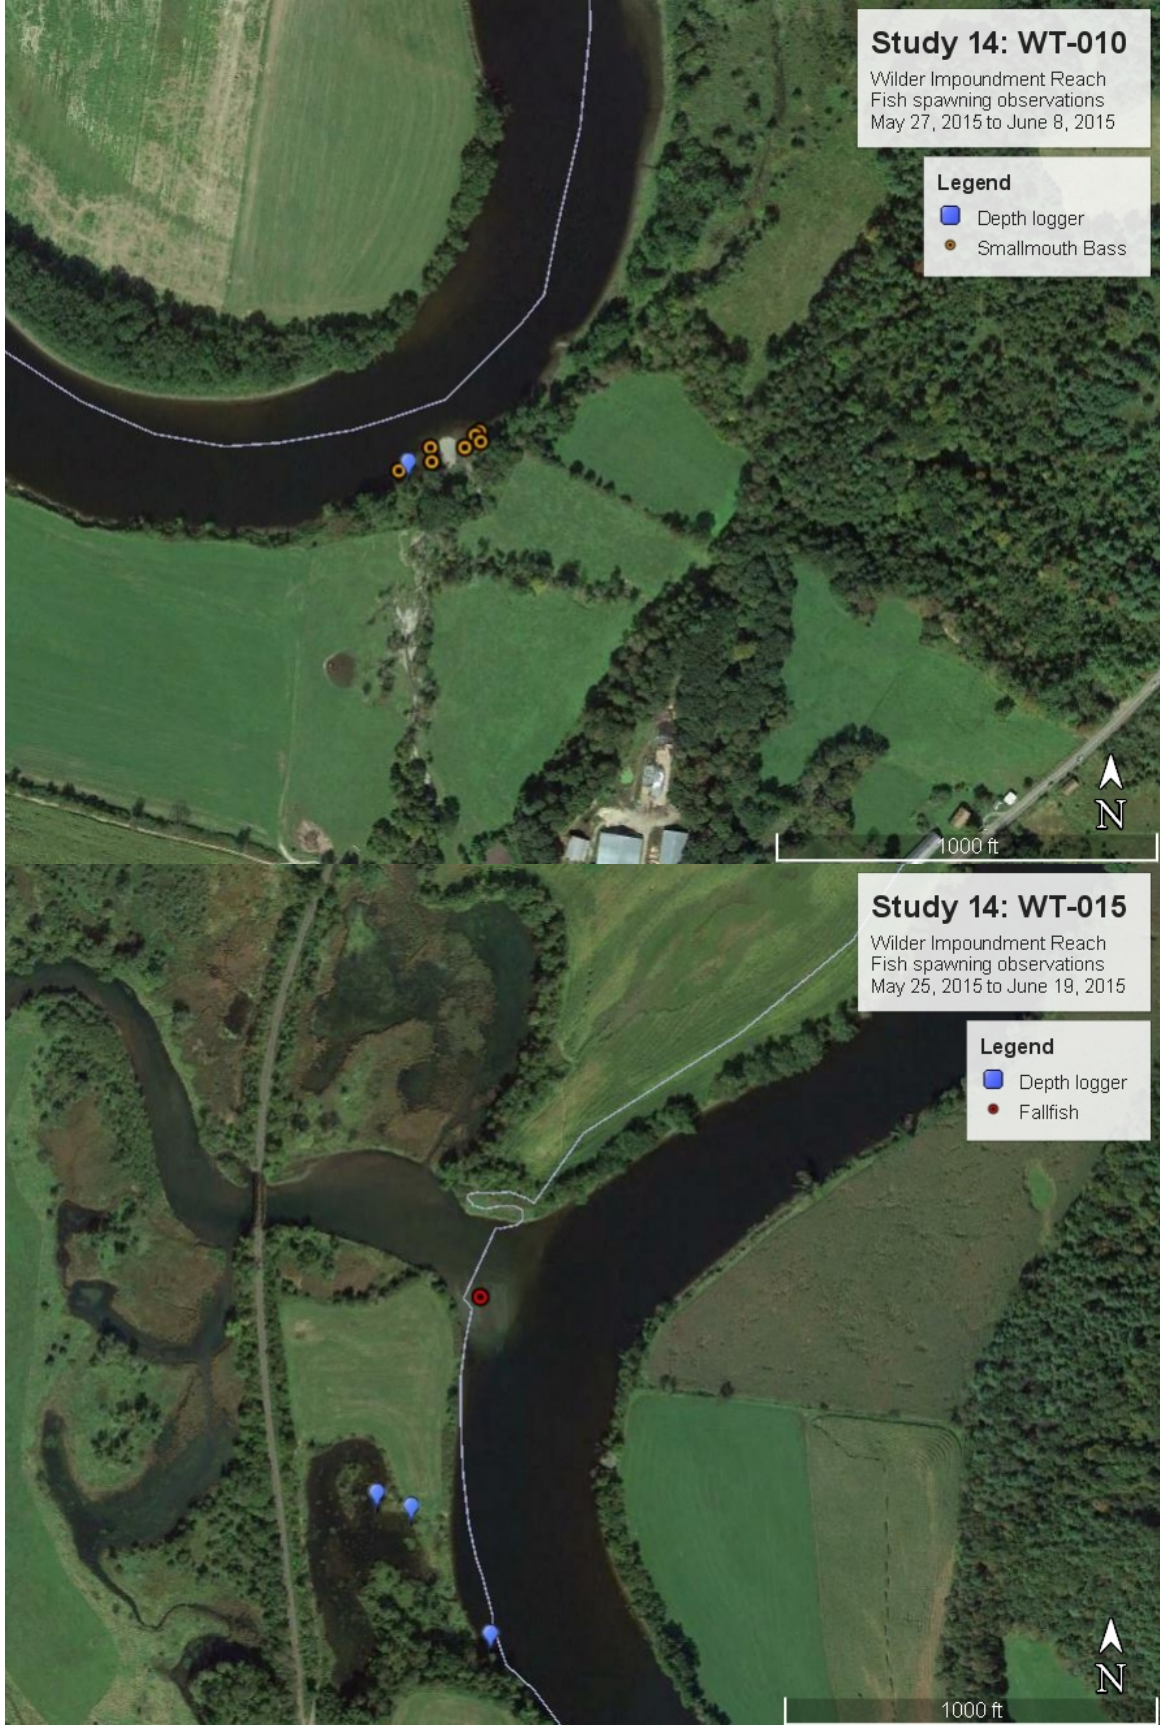 Study 14: WT-010
Wilder Impoundment Reach
Fish spawning observations
May 27, 2015 to June 8, 2015
Legend
Depth logger
Smallmouth Bass
N
1000 ft
Study 14: WT-015
Wilder Impoundment Reach
Fish spawning observations
May 25, 2015 to June 19, 2015
Legend
Depth logger
Fallfish
N
1000 ft